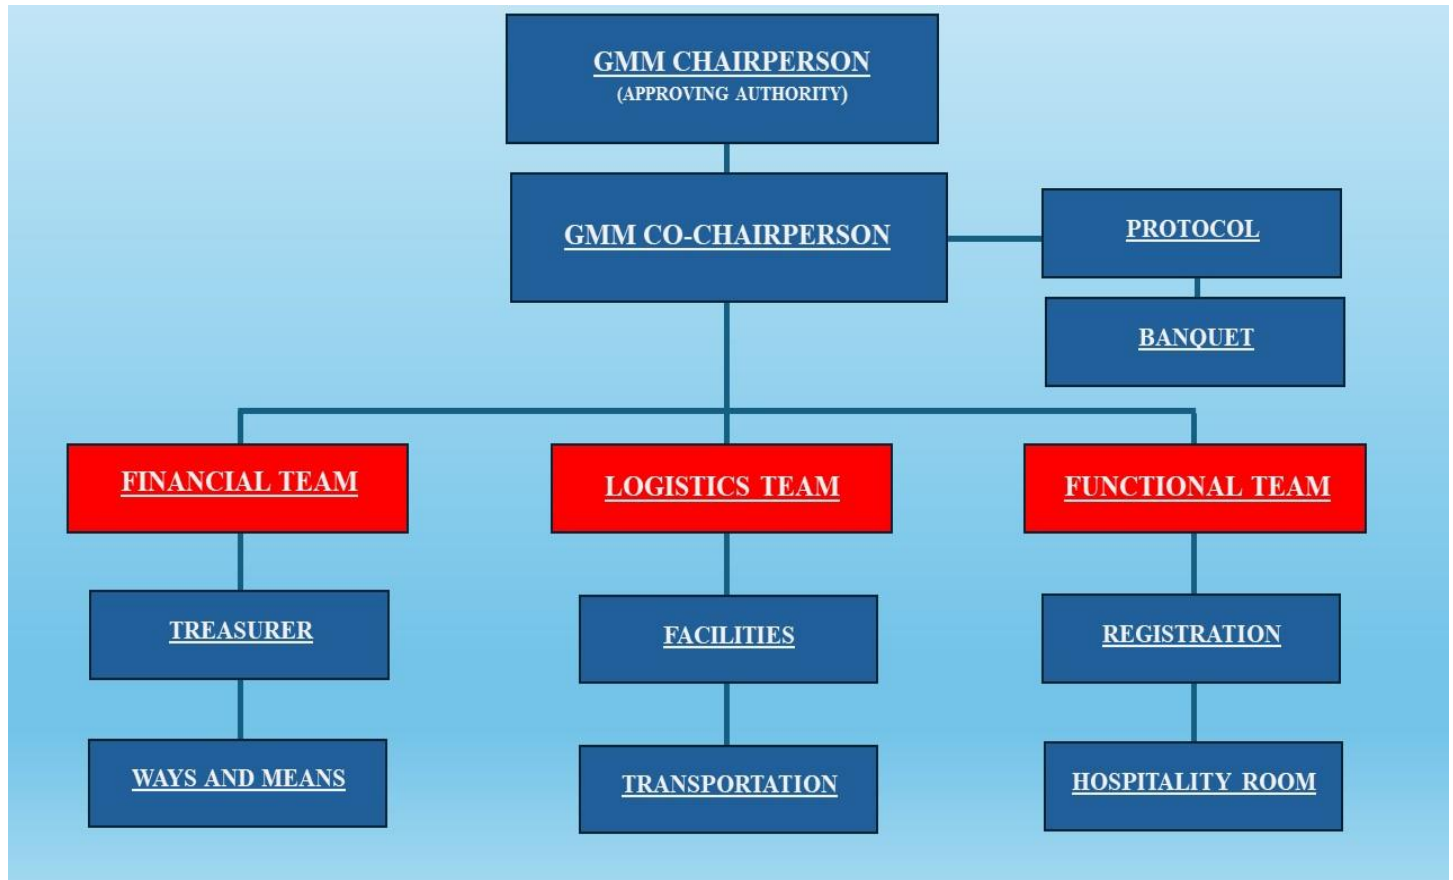 GMM CHAIRPERSON
(APPROVING AUTHORITY)
GMM CO-CHAIRPERSON
PROTOCOL
BANQUET
FINANCIAL TEAM
LOGISTICS TEAM
FUNCTIONAL TEAM
TREASURER
FACILITIES
REGISTRATION
WAYS AND MEANS
TRANSPORTATION
HOSPITALITY ROOM